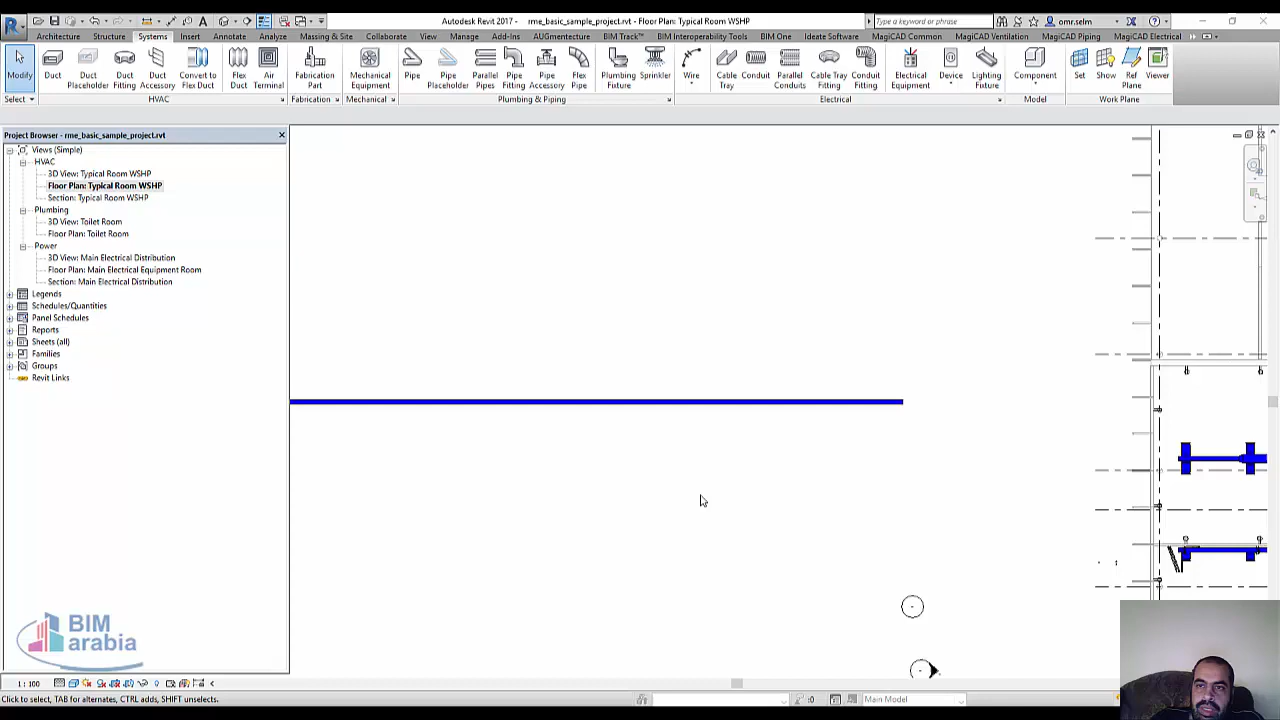 Autodesk Revit 2017 - rme_basic_sample_project.rvt - Floor Plan: Typical Room WSHP
Type a keyword or phrase
omr.selim
Architecture Structure Systems Insert Annotate Analyze Massing & Site Collaborate View Manage Add-Ins AUGmentecture BIM Track™ BIM Interoperability Tools BIM One Ideate Software MagiCAD Common MagiCAD Ventilation MagiCAD Piping MagiCAD Electrical
Modify Duct Duct Placeholder Duct Fitting Duct Accessory Convert to Flex Duct Flex Duct Air Terminal Fabrication Part Mechanical Equipment Pipe Pipe Placeholder Parallel Pipes Pipe Fitting Pipe Accessory Flex Pipe Plumbing Fixture Sprinkler Wire Cable Tray Conduit Parallel Conduits Cable Tray Fitting Conduit Fitting Electrical Equipment Device Lighting Fixture Component Set Show Ref Plane Viewer
Select HVAC Fabrication Mechanical Plumbing & Piping Electrical Model Work Plane
Project Browser - rme_basic_sample_project.rvt
Views (Simple)
HVAC
3D View: Typical Room WSHP
Floor Plan: Typical Room WSHP
Section: Typical Room WSHP
Plumbing
3D View: Toilet Room
Floor Plan: Toilet Room
Power
3D View: Main Electrical Distribution
Floor Plan: Main Electrical Equipment Room
Section: Main Electrical Distribution
Legends
Schedules/Quantities
Panel Schedules
Reports
Sheets (all)
Families
Groups
Revit Links
BIM
arabia
1 : 100
Click to select, TAB for alternates, CTRL adds, SHIFT unselects.
:0
Main Model